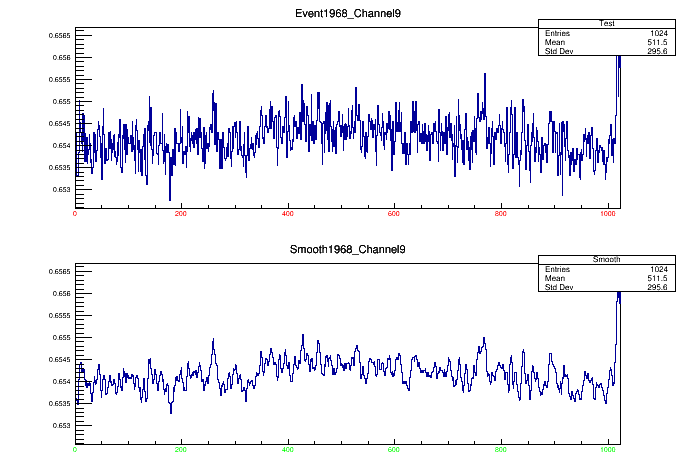 Event1968_Channel9
Test
Entries 1024
Mean 511.5
Std Dev 295.6
0.6565
0.656
0.6555
0.655
0.6545
0.654
0.6535
0.653
0 200 400 600 800 1000
Smooth1968_Channel9
Smooth
Entries 1024
Mean 511.5
Std Dev 295.6
0.6565
0.656
0.6555
0.655
0.6545
0.654
0.6535
0.653
0 200 400 600 800 1000